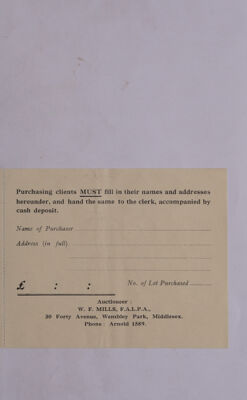 Purchasing clients MUST fill in their names and addresses
hereunder, and hand the same to the clerk, accompanied by
cash deposit.
Name of Purchaser
Address (in full)
£ : : No. of Lot Purchased
Auctioneer :
W. F. MILLS, F.A.L.P.A.,
30 Forty Avenue, Wembley Park, Middlesex.
Phone : Arnold 1889.